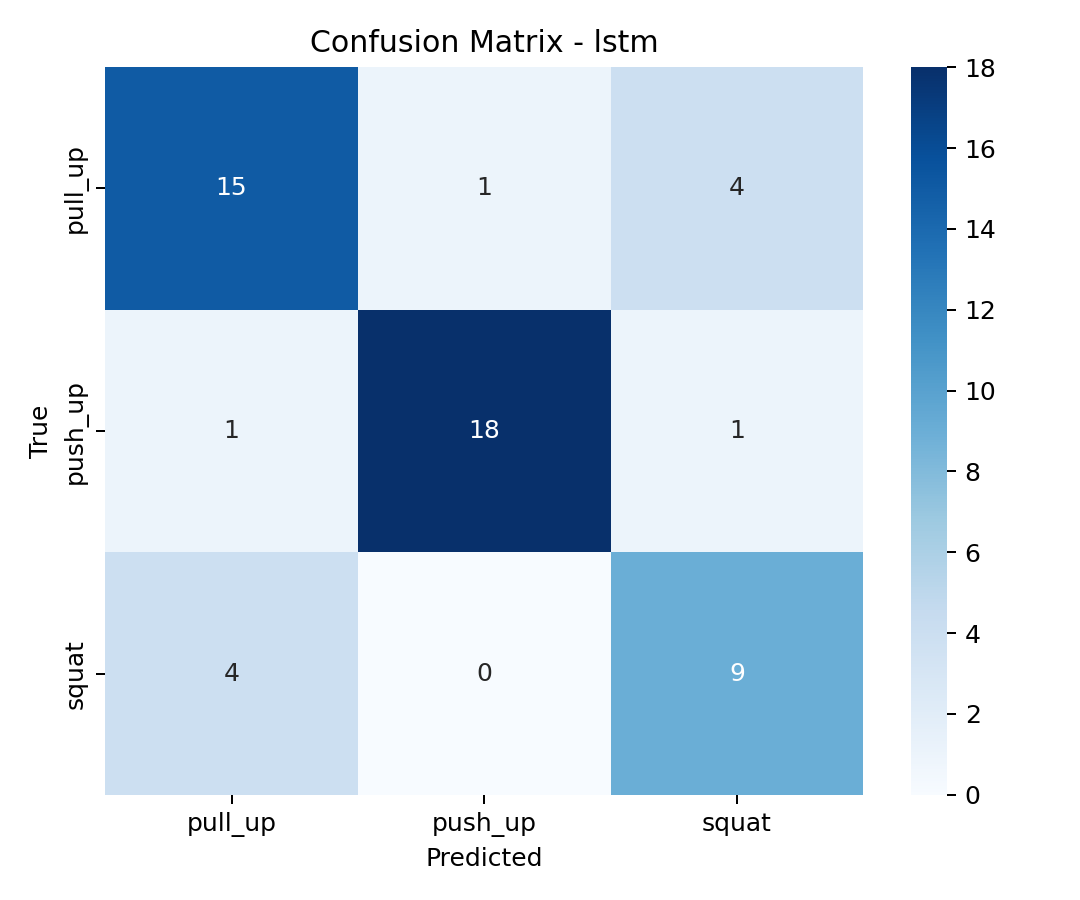 Confusion Matrix - lstm
True
pull_up
15
1
4
push_up
1
18
1
squat
4
0
9
pull_up
push_up
squat
Predicted
18
16
14
12
10
8
6
4
2
0